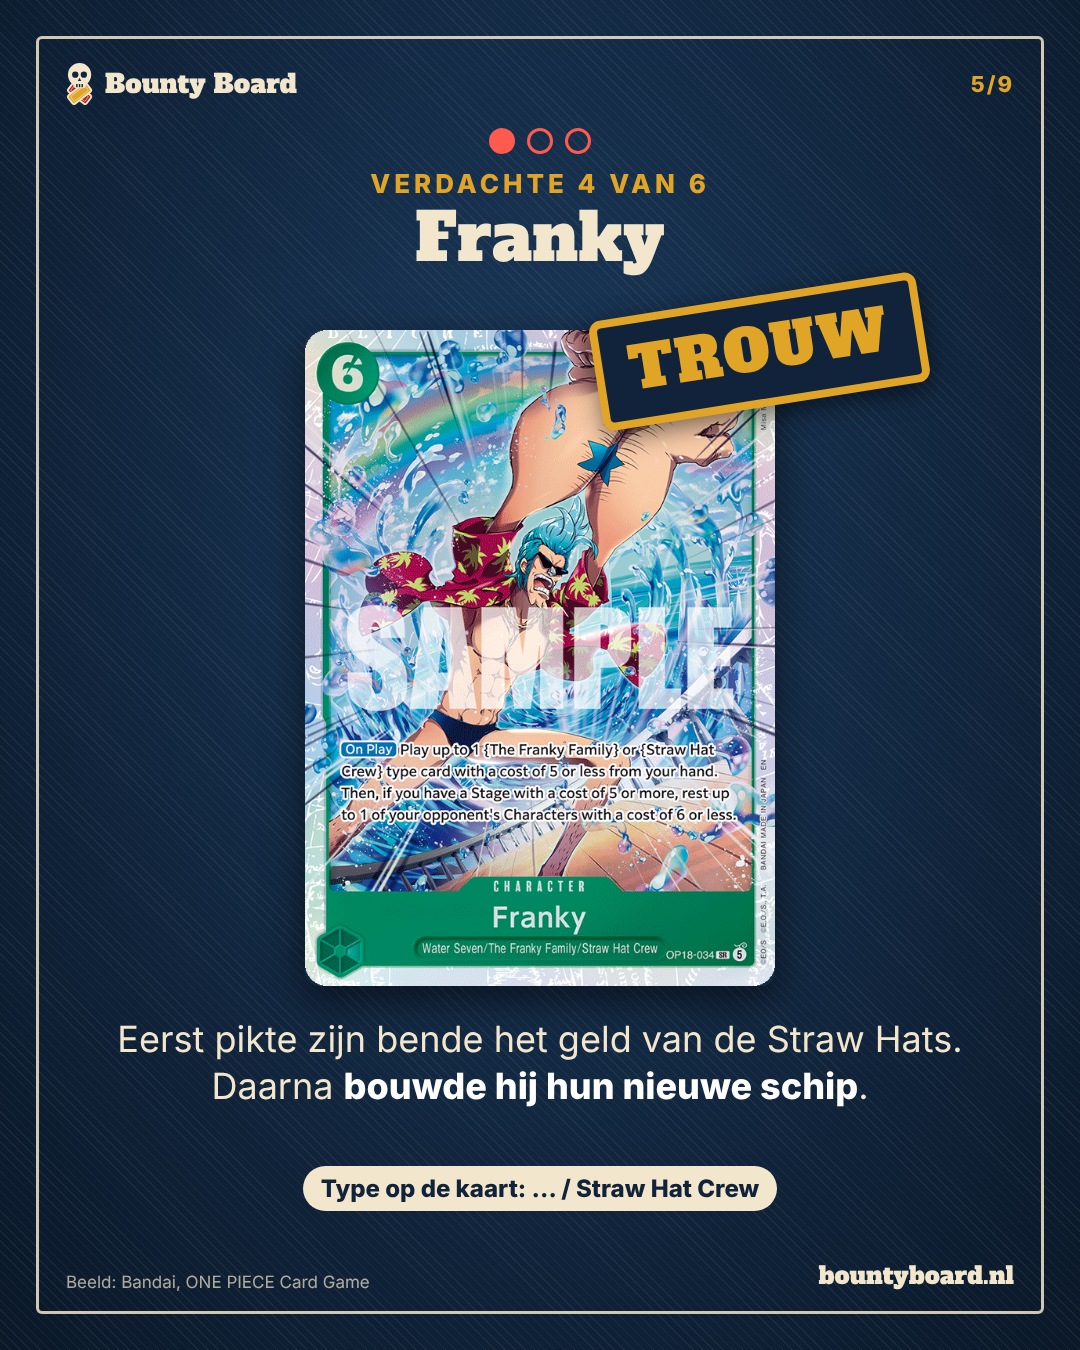 Bounty Board
5/9
VERDACHTE 4 VAN 6
Franky
TROUW
6
SAMPLE
On Play Play up to 1 {The Franky Family} or {Straw Hat
Crew} type card with a cost of 5 or less from your hand.
Then, if you have a Stage with a cost of 5 or more, rest up
to 1 of your opponent's Characters with a cost of 6 or less.
BANDAI MADE IN JAPAN EN
CHARACTER
Franky
Water Seven/The Franky Family/Straw Hat Crew
OP18-034 SR 5
Eerst pikte zijn bende het geld van de Straw Hats.
Daarna bouwde hij hun nieuwe schip.
Type op de kaart: ... / Straw Hat Crew
Beeld: Bandai, ONE PIECE Card Game
bountyboard.nl